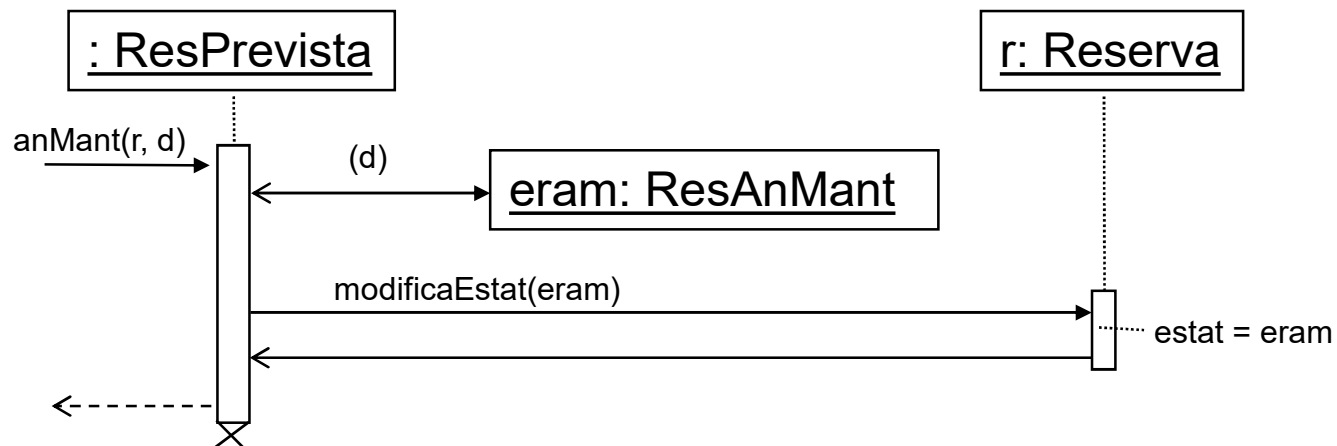 : ResPrevista
r: Reserva
anMant(r, d)
(d)
eram: ResAnMant
modificaEstat(eram)
estat = eram